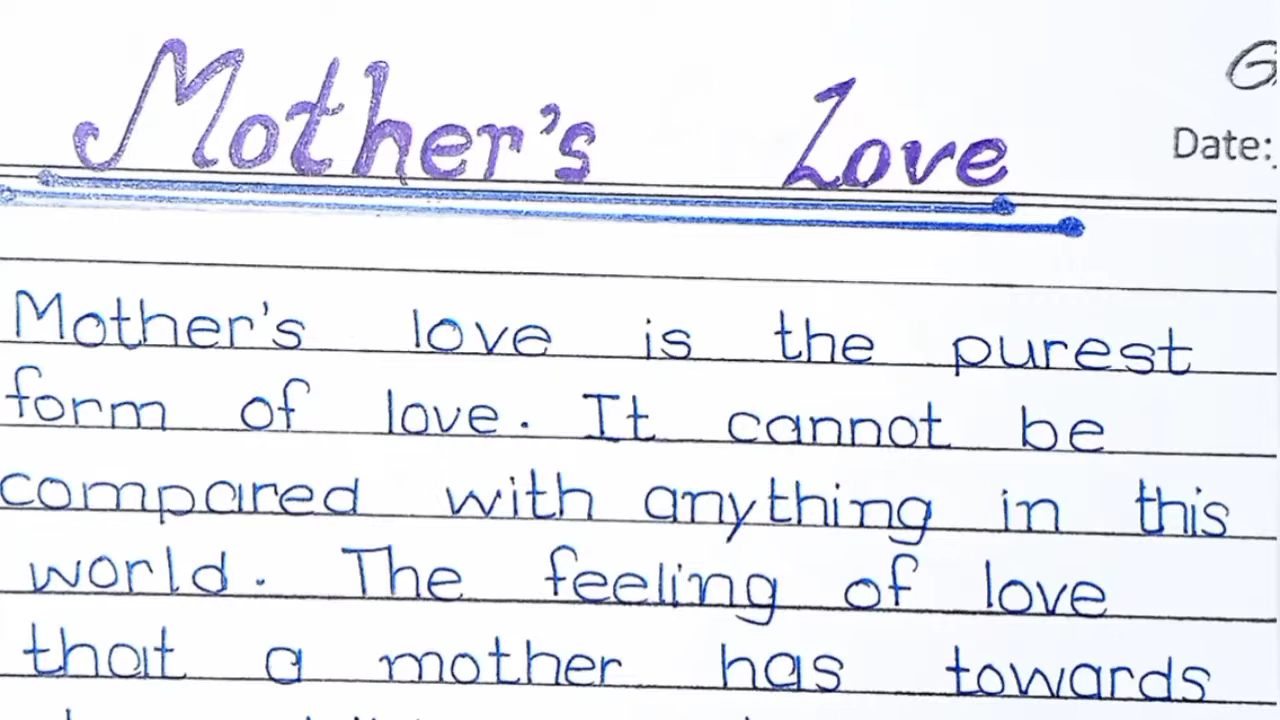 Mother's Love
Date:
Mother's love is the purest
form of love. It cannot be
compared with anything in this
world. The feeling of love
that a mother has towards